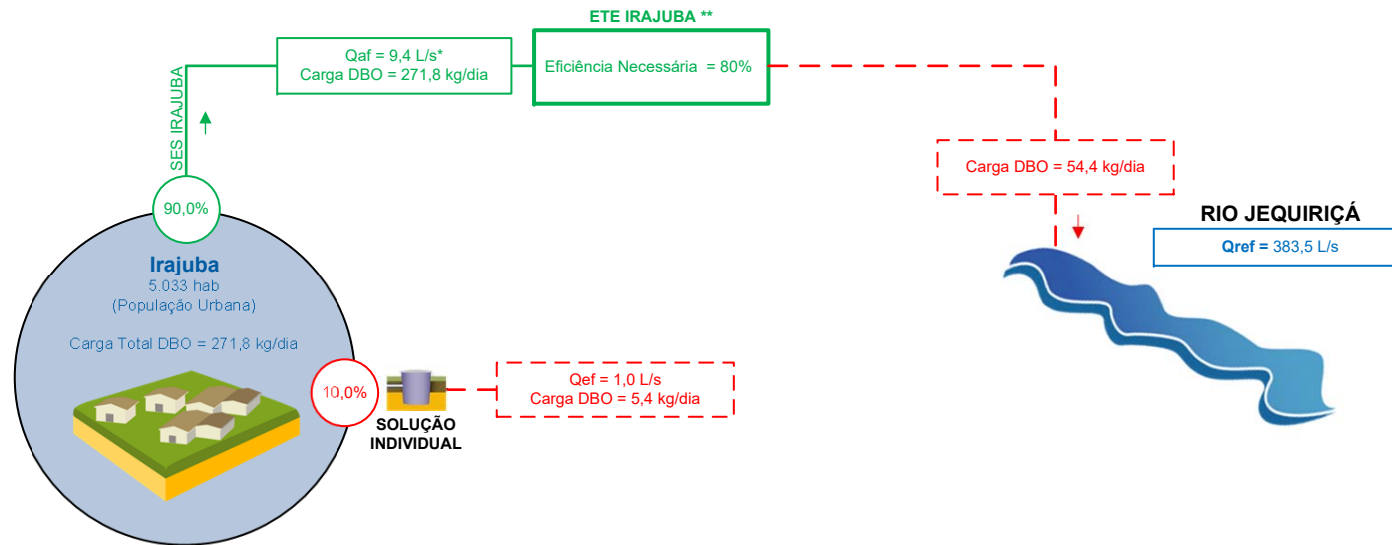 ETE IRAJUBA **
Qaf = 9,4 L/s*
Carga DBO = 271,8 kg/dia
Eficiência Necessária = 80%
SES IRAJUBA
Carga DBO = 54,4 kg/dia
90,0%
RIO JEQUIRIÇÁ
Qref = 383,5 L/s
Irajuba
5.033 hab
(População Urbana)
Carga Total DBO = 271,8 kg/dia
10,0%
Qef = 1,0 L/s
Carga DBO = 5,4 kg/dia
SOLUÇÃO
INDIVIDUAL